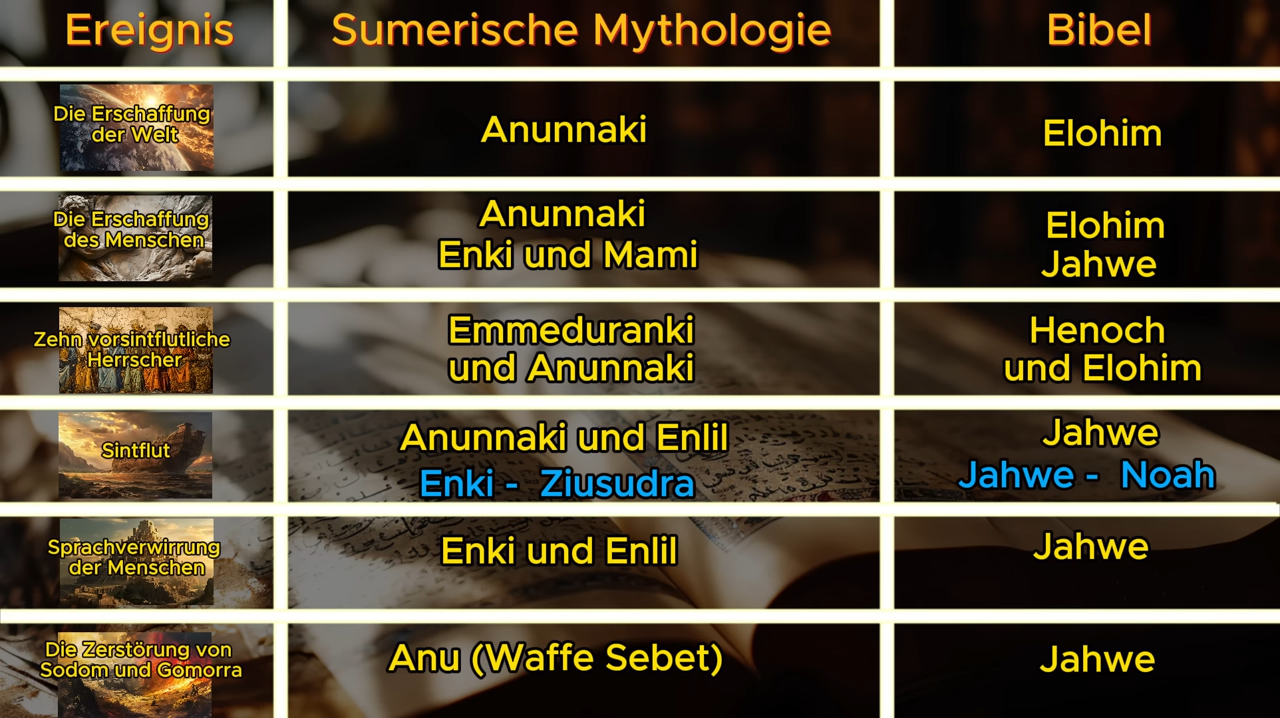 Ereignis
Sumerische Mythologie
Bibel
Die Erschaffung
der Welt
Anunnaki
Elohim
Die Erschaffung
des Menschen
Anunnaki
Enki und Mami
Elohim
Jahwe
Zehn vorsintflutliche
Herrscher
Emmeduranki
und Anunnaki
Henoch
und Elohim
Sintflut
Anunnaki und Enlil
Enki - Ziusudra
Jahwe
Jahwe - Noah
Sprachverwirrung
der Menschen
Enki und Enlil
Jahwe
Die Zerstörung von
Sodom und Gomorra
Anu (Waffe Sebet)
Jahwe